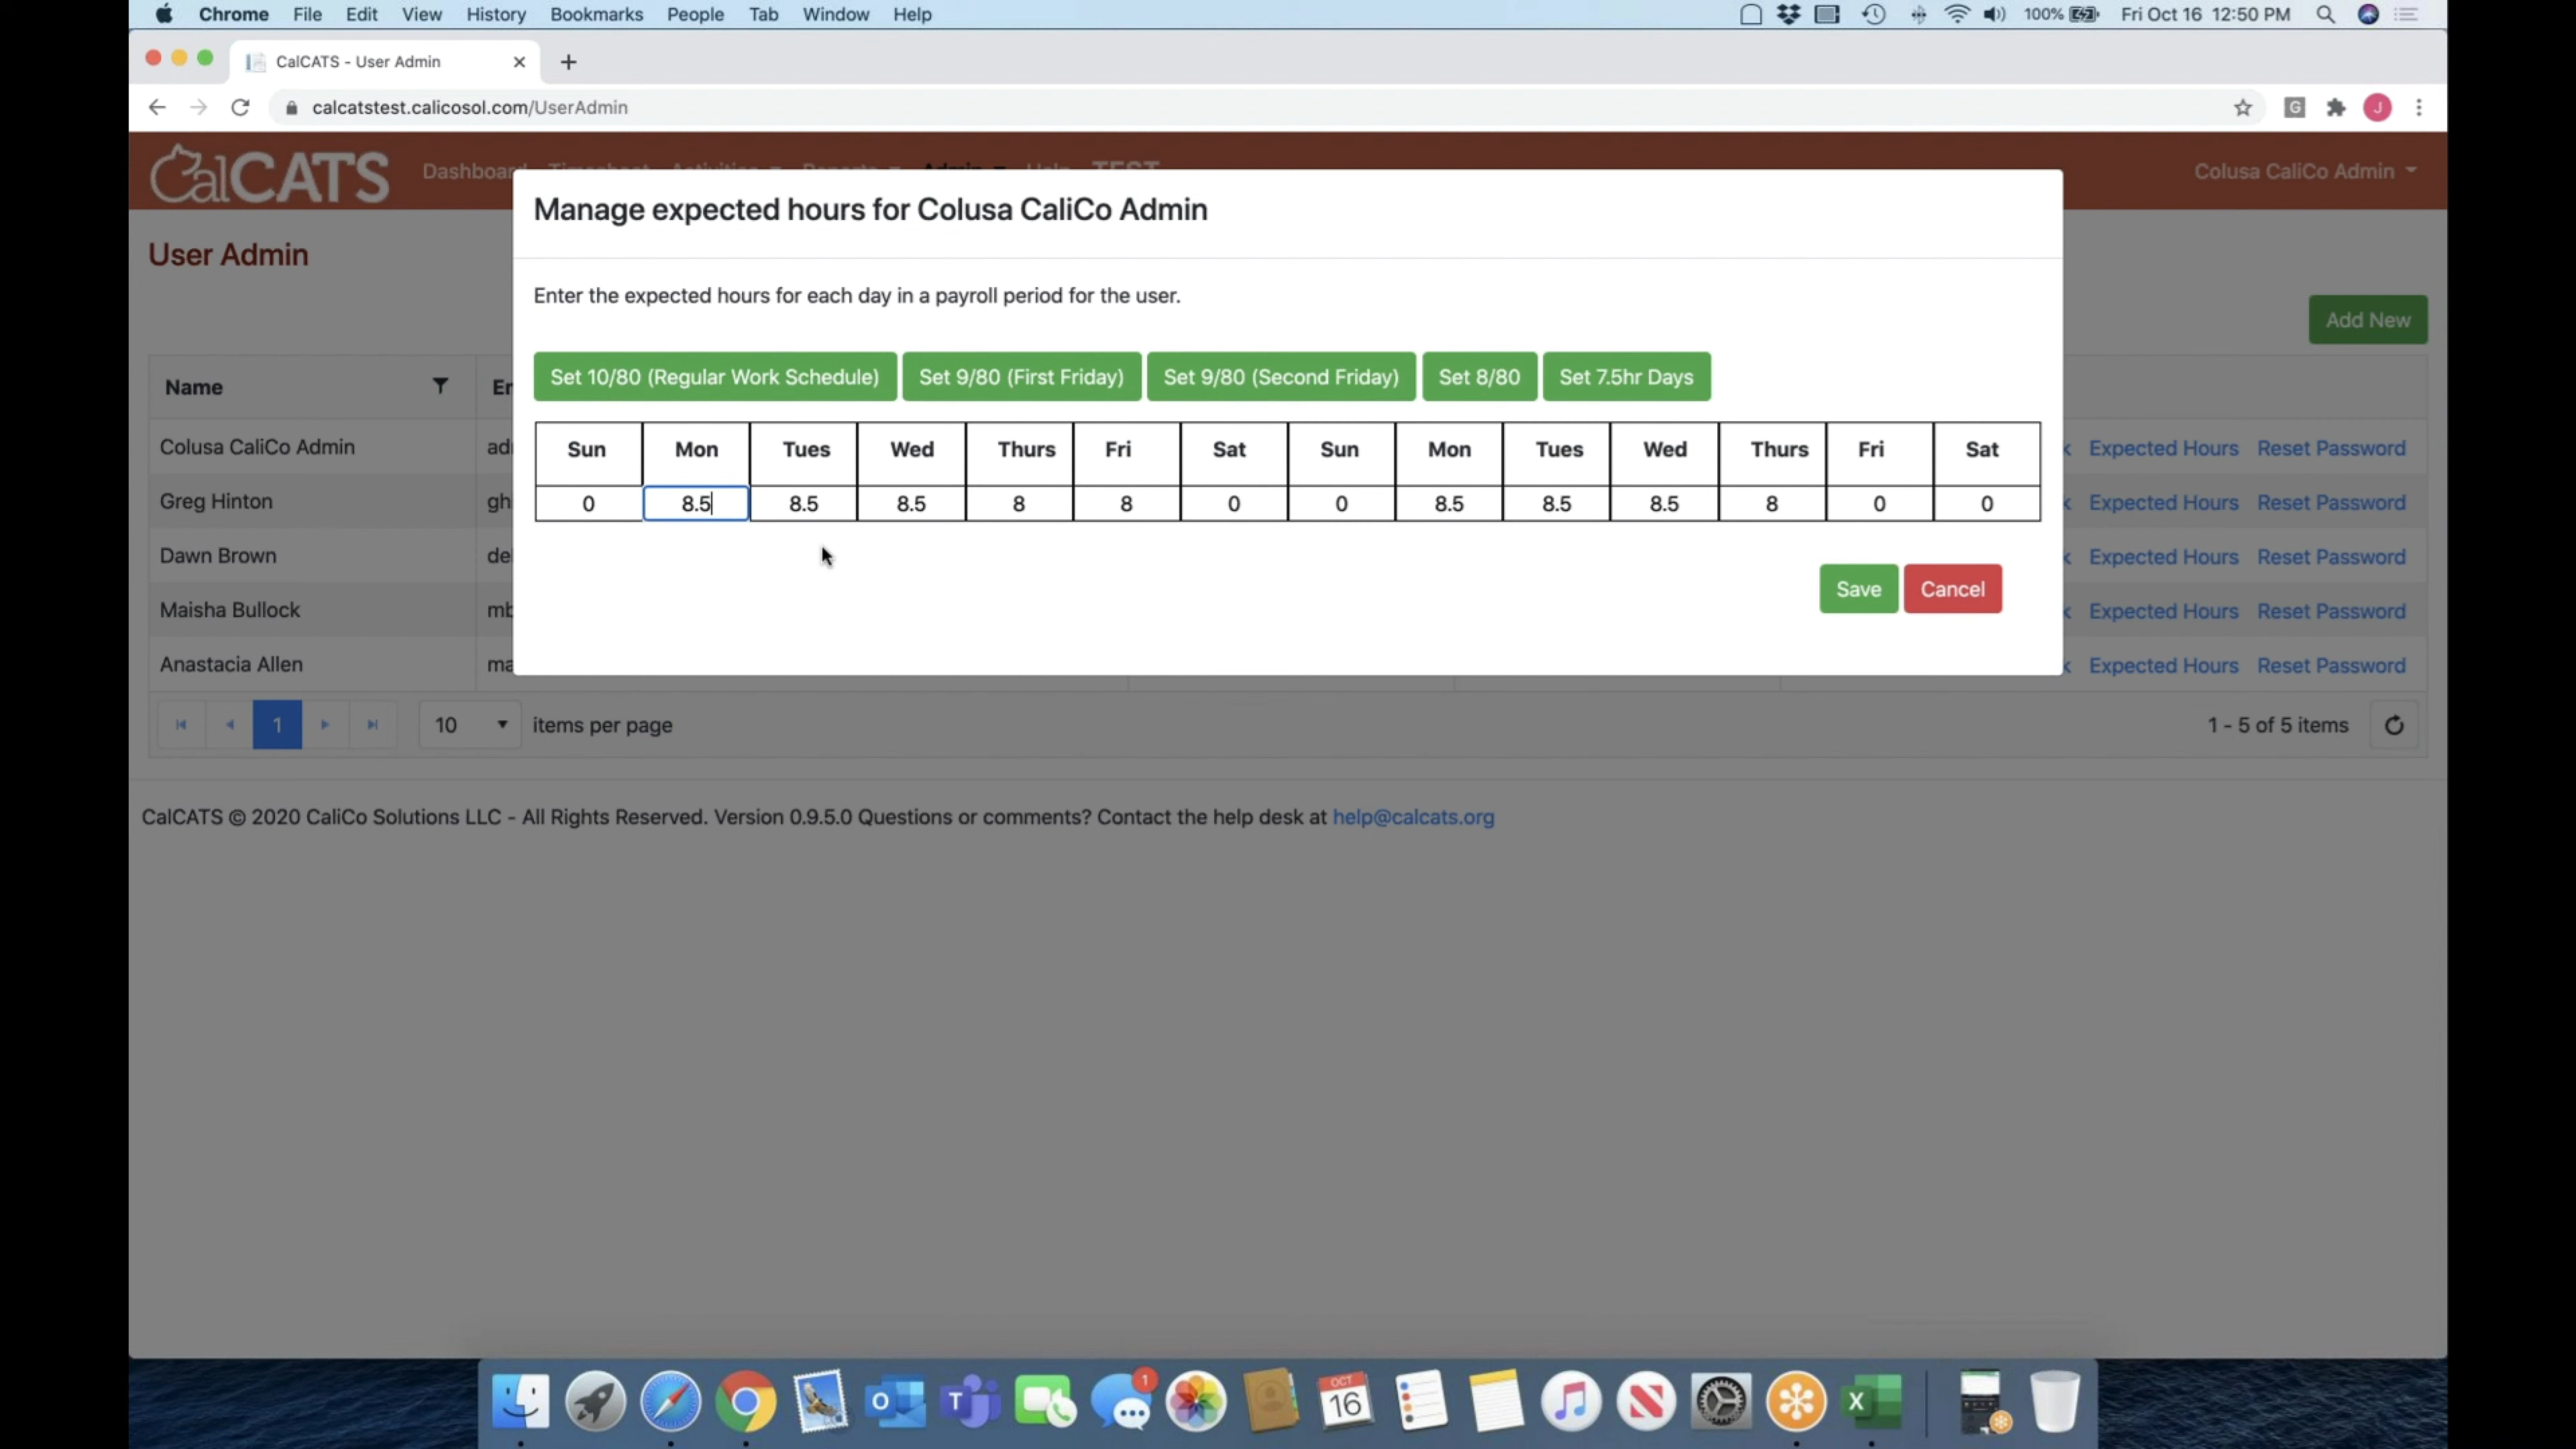 Chrome File Edit View History Bookmarks People Tab Window Help 100% Fri Oct 16 12:50 PM
CalCATS - User Admin
calcatstest.calicosol.com/UserAdmin
G J
CalCATS Dashboard Timesheet Activities Reports Admin Help TEST Colusa CaliCo Admin
Manage expected hours for Colusa CaliCo Admin
User Admin
Enter the expected hours for each day in a payroll period for the user.
Add New
Set 10/80 (Regular Work Schedule) Set 9/80 (First Friday) Set 9/80 (Second Friday) Set 8/80 Set 7.5hr Days
Name
Sun Mon Tues Wed Thurs Fri Sat Sun Mon Tues Wed Thurs Fri Sat
0 8.5 8.5 8.5 8 8 0 0 8.5 8.5 8.5 8 0 0
Colusa CaliCo Admin Expected Hours Reset Password
Greg Hinton Expected Hours Reset Password
Dawn Brown Expected Hours Reset Password
Save Cancel
Maisha Bullock Expected Hours Reset Password
Anastacia Allen Expected Hours Reset Password
1 10 items per page 1 - 5 of 5 items
CalCATS © 2020 CaliCo Solutions LLC - All Rights Reserved. Version 0.9.5.0 Questions or comments? Contact the help desk at help@calcats.org
OCT
16
1